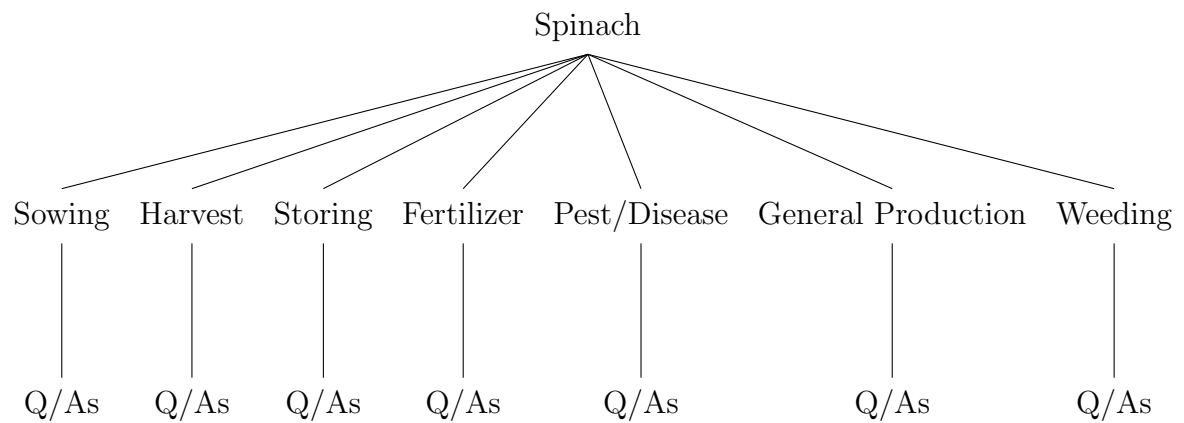 Spinach
Sowing Harvest Storing Fertilizer Pest/Disease General Production Weeding
Q/As Q/As Q/As Q/As Q/As Q/As Q/As